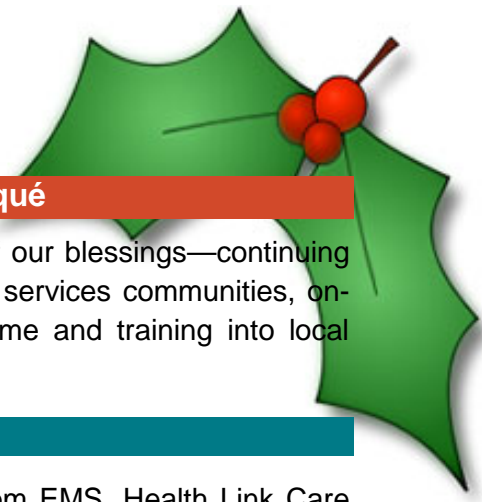 qué
our blessings—continuing
services communities, on-
me and training into local
om EMS, Health Link Care